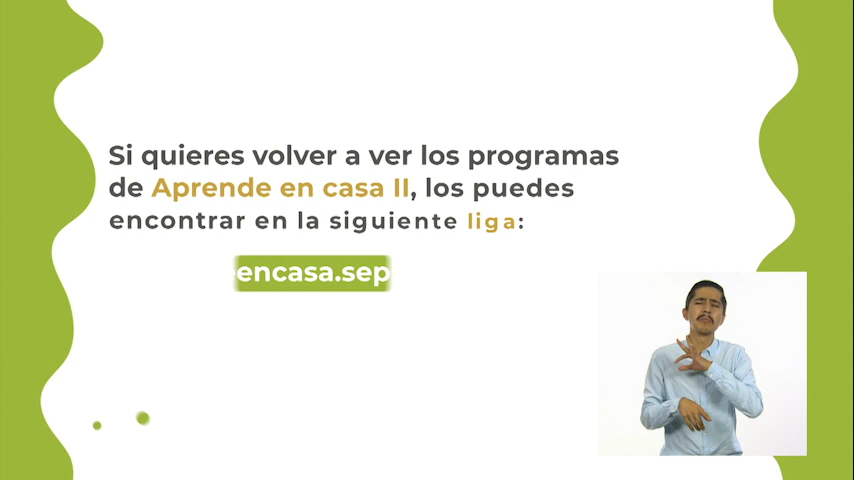 Si quieres volver a ver los programas
de Aprende en casa II, los puedes
encontrar en la siguiente liga:
eencasa.sep